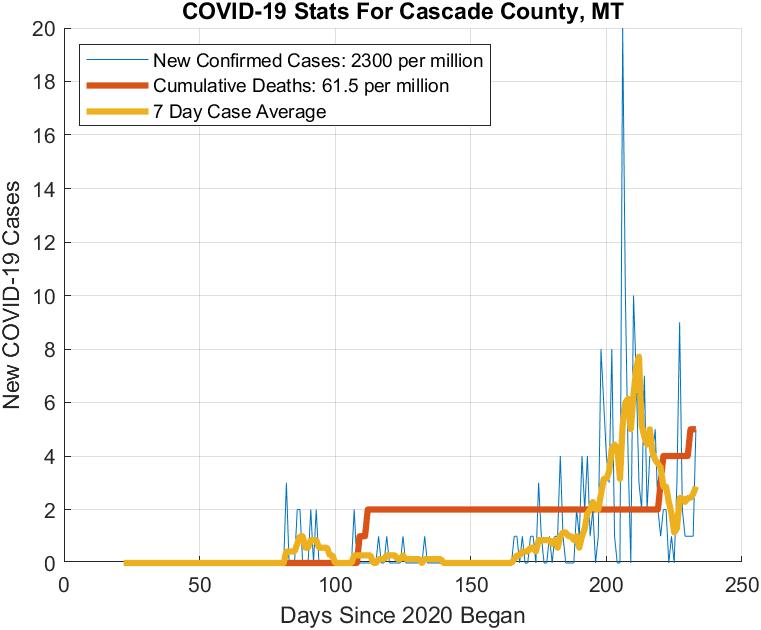 COVID-19 Stats For Cascade County, MT
New Confirmed Cases: 2300 per million
Cumulative Deaths: 61.5 per million
7 Day Case Average
New COVID-19 Cases
20
18
16
14
12
10
8
6
4
2
0
0 50 100 150 200 250
Days Since 2020 Began